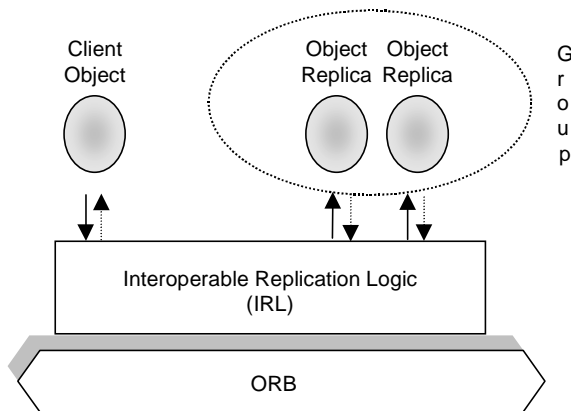 Client
Object
Object
Replica
Object
Replica
G
r
o
u
p
Interoperable Replication Logic
(IRL)
ORB